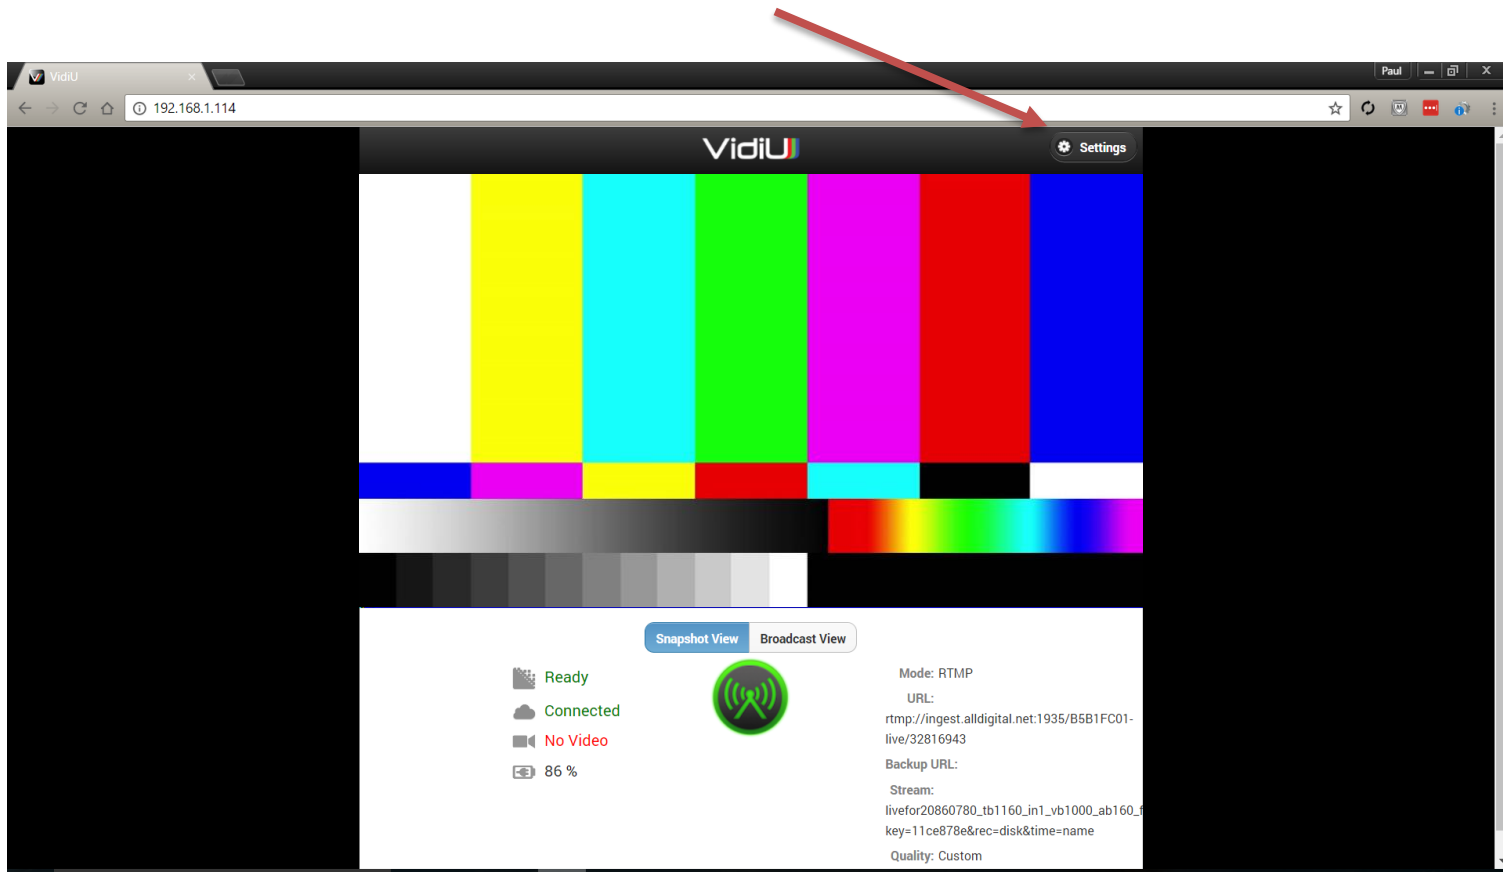 VidiU
Paul
192.168.1.114
VidiU
Settings
Snapshot View
Broadcast View
Ready
Connected
No Video
86 %
Mode: RTMP
URL:
rtmp://ingest.alldigital.net:1935/B5B1FC01-
live/32816943
Backup URL:
Stream:
livefor20860780_tb1160_in1_vb1000_ab160_f
key=11ce878e&rec=disk&time=name
Quality: Custom